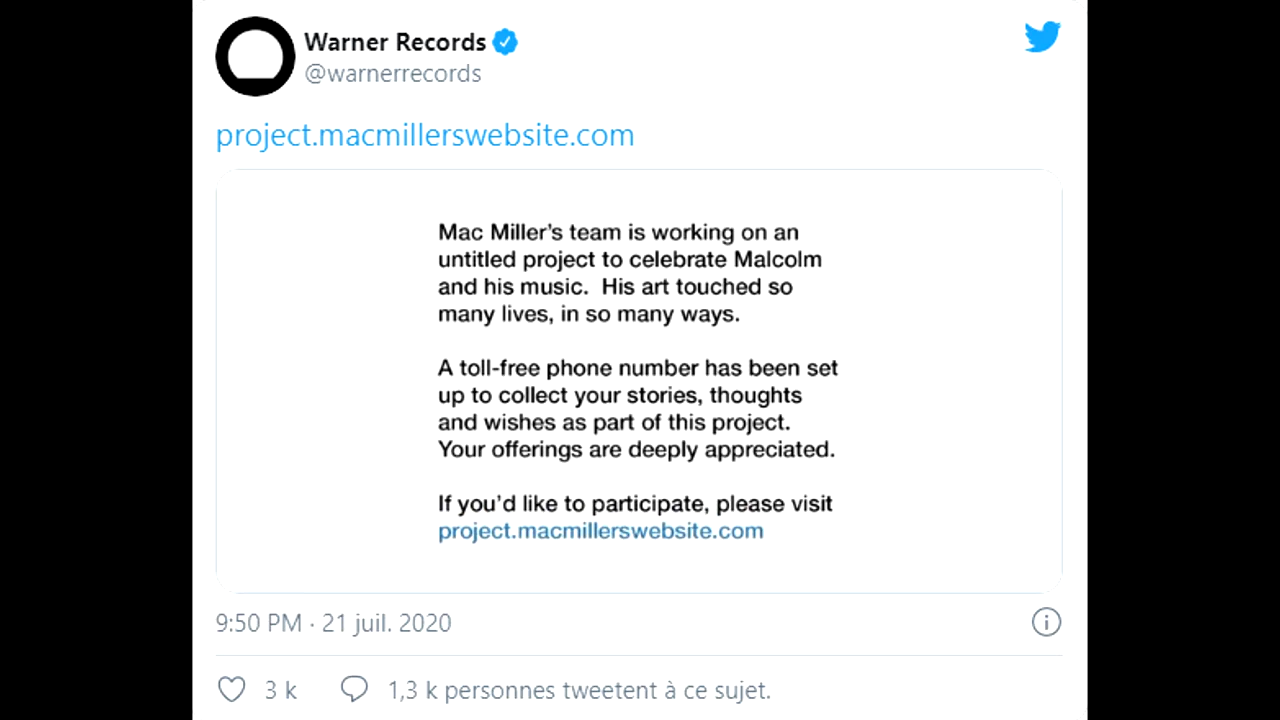 Warner Records
@warnerrecords
project.macmillerswebsite.com
Mac Miller's team is working on an
untitled project to celebrate Malcolm
and his music.  His art touched so
many lives, in so many ways.
A toll-free phone number has been set
up to collect your stories, thoughts
and wishes as part of this project.
Your offerings are deeply appreciated.
If you'd like to participate, please visit
project.macmillerswebsite.com
9:50 PM · 21 juil. 2020
3 k
1,3 k personnes tweetent à ce sujet.